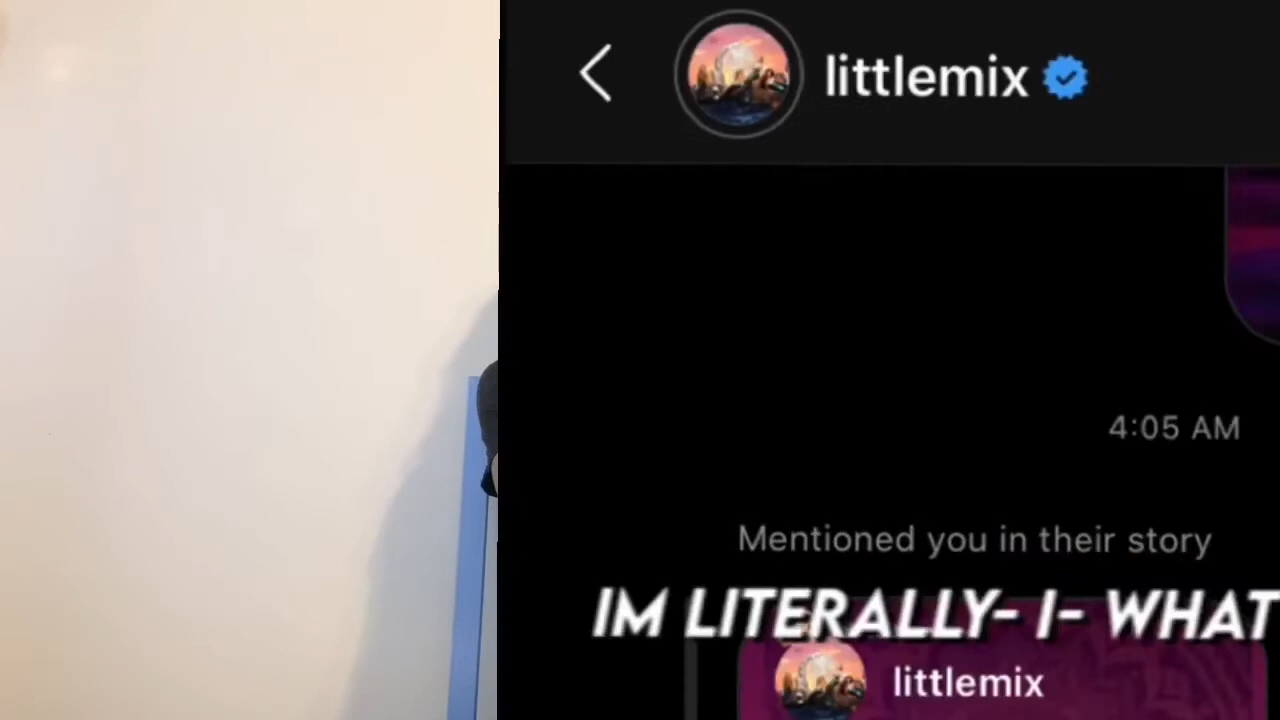 littlemix
4:05 AM
Mentioned you in their story
IM LITERALLY- I- WHAT
littlemix